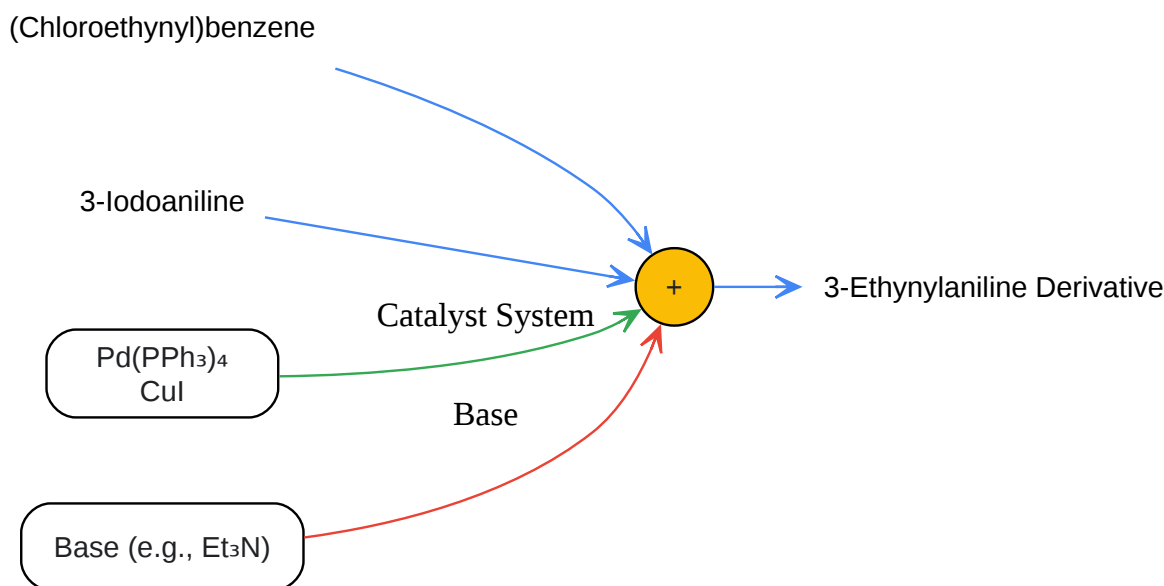 (Chloroethynyl)benzene
3-Iodoaniline
+
3-Ethynylaniline Derivative
Catalyst System
Pd(PPh₃)₄
CuI
Base
Base (e.g., Et₃N)